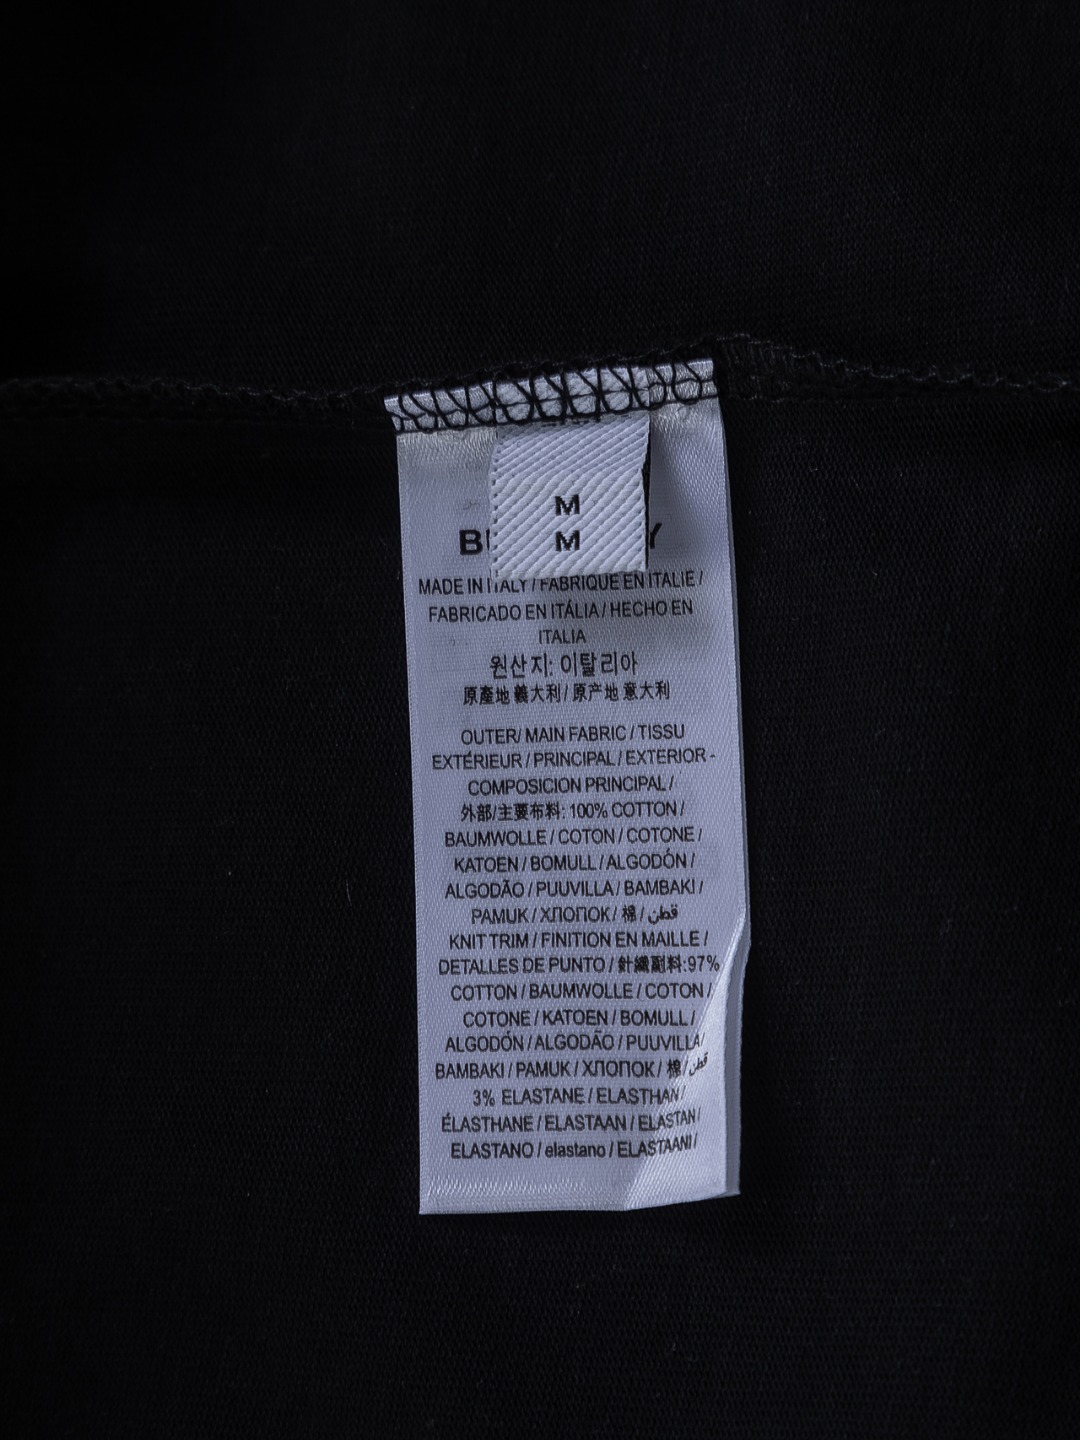 M
M
MADE IN ITALY / FABRIQUE EN ITALIE /
FABRICADO EN ITÁLIA / HECHO EN
ITALIA
원산지: 이탈리아
原產地 義大利 / 原产地 意大利
OUTER/ MAIN FABRIC / TISSU
EXTÉRIEUR / PRINCIPAL / EXTERIOR -
COMPOSICION PRINCIPAL /
外部/主要布料: 100% COTTON /
BAUMWOLLE / COTON / COTONE /
KATOEN / BOMULL / ALGODÓN /
ALGODÃO / PUUVILLA / BAMBAKI /
PAMUK / ХЛОПОК / 棉 / قطن
KNIT TRIM / FINITION EN MAILLE /
DETALLES DE PUNTO / 針織副料:97%
COTTON / BAUMWOLLE / COTON /
COTONE / KATOEN / BOMULL /
ALGODÓN / ALGODÃO / PUUVILLA/
BAMBAKI / PAMUK / ХЛОПОК / 棉 / قطن
3% ELASTANE / ELASTHAN /
ÉLASTHANE / ELASTAAN / ELASTAN /
ELASTANO / elastano / ELASTAANI /